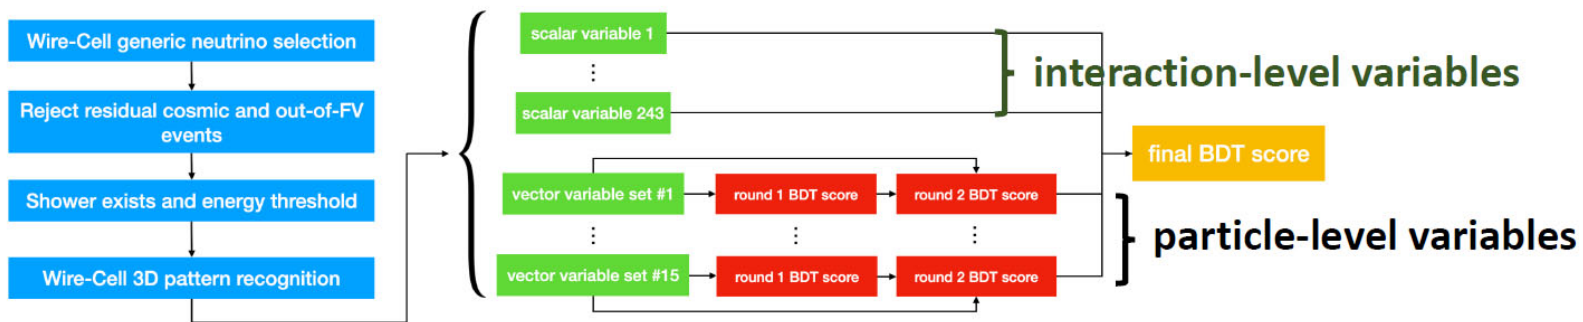 Wire-Cell generic neutrino selection
Reject residual cosmic and out-of-FV
events
Shower exists and energy threshold
Wire-Cell 3D pattern recognition
scalar variable 1
⋮
scalar variable 243
interaction-level variables
vector variable set #1
round 1 BDT score
round 2 BDT score
⋮
⋮
⋮
vector variable set #15
round 1 BDT score
round 2 BDT score
particle-level variables
final BDT score